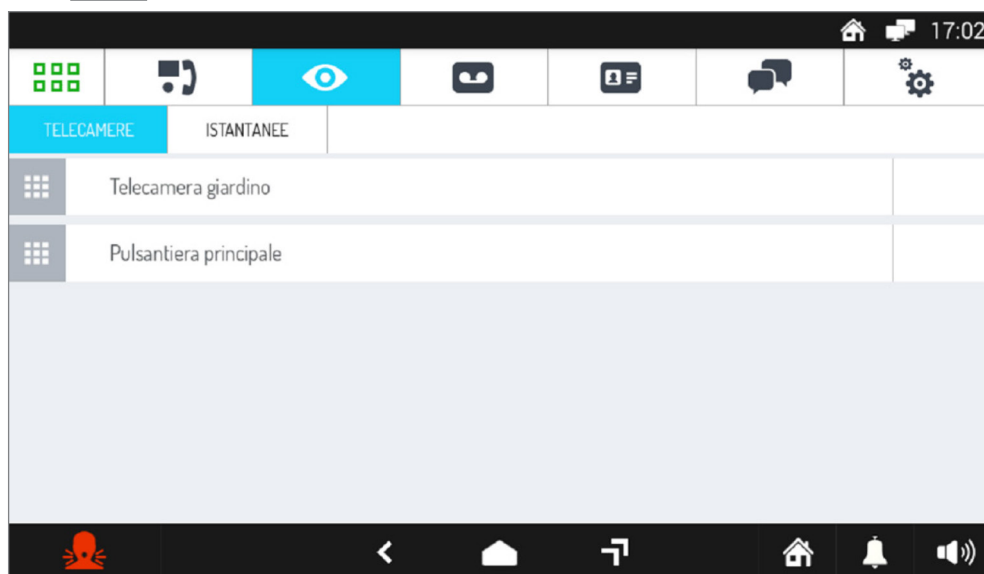 17:02
TELECAMERE ISTANTANEE
Telecamera giardino
Pulsantiera principale